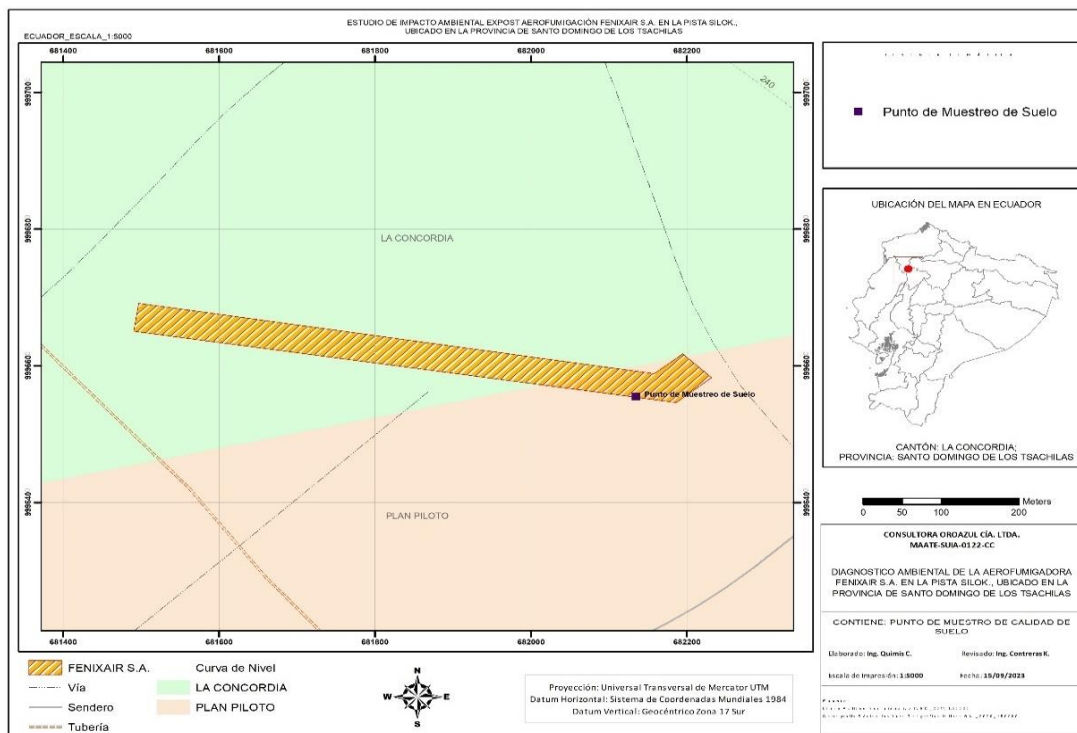 ESTUDIO DE IMPACTO AMBIENTAL EXPOST AEROFUMIGACIÓN FENIXAIR S.A. EN LA PISTA SILOK.,
UBICADO EN LA PROVINCIA DE SANTO DOMINGO DE LOS TSACHILAS
ECUADOR_ESCALA_1:5000
681400 681600 681800 682000 682200
240
LA CONCORDIA
Punto de Muestreo de Suelo
PLAN PILOTO
681400 681600 681800 682000 682200
FENIXAIR S.A.
Vía
Sendero
Tubería
Curva de Nivel
LA CONCORDIA
PLAN PILOTO
N
W E
S
Proyección: Universal Transversal de Mercator UTM
Datum Horizontal: Sistema de Coordenadas Mundiales 1984
Datum Vertical: Geocéntrico Zona 17 Sur
Punto de Muestreo de Suelo
UBICACIÓN DEL MAPA EN ECUADOR
CANTÓN: LA CONCORDIA;
PROVINCIA: SANTO DOMINGO DE LOS TSACHILAS
Meters
0 50 100 200
CONSULTORA OROAZUL CÍA. LTDA.
MAATE-SUIA-0122-CC
DIAGNOSTICO AMBIENTAL DE LA AEROFUMIGADORA
FENIXAIR S.A. EN LA PISTA SILOK., UBICADO EN LA
PROVINCIA DE SANTO DOMINGO DE LOS TSACHILAS
CONTIENE: PUNTO DE MUESTRO DE CALIDAD DE
SUELO
Elaborado: Ing. Quimis C. Revisado: Ing. Contreras K.
Escala de Impresión: 1:5000 Fecha: 15/09/2023